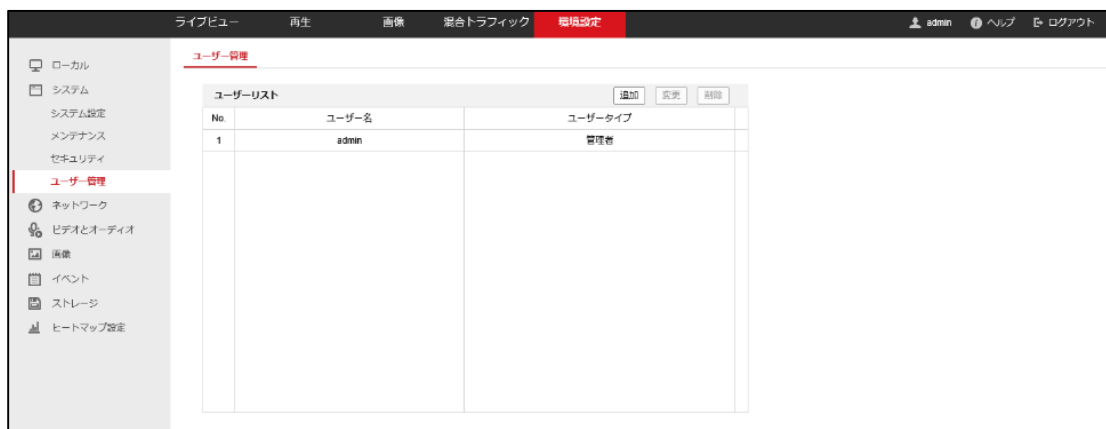 ライブビュー 再生 画像 混合トラフィック 環境設定 admin ヘルプ ログアウト
ローカル
システム
システム設定
メンテナンス
セキュリティ
ユーザー管理
ネットワーク
ビデオとオーディオ
画像
イベント
ストレージ
ヒートマップ設定
ユーザー管理
ユーザーリスト 追加 変更 削除
No. ユーザー名 ユーザータイプ
1 admin 管理者